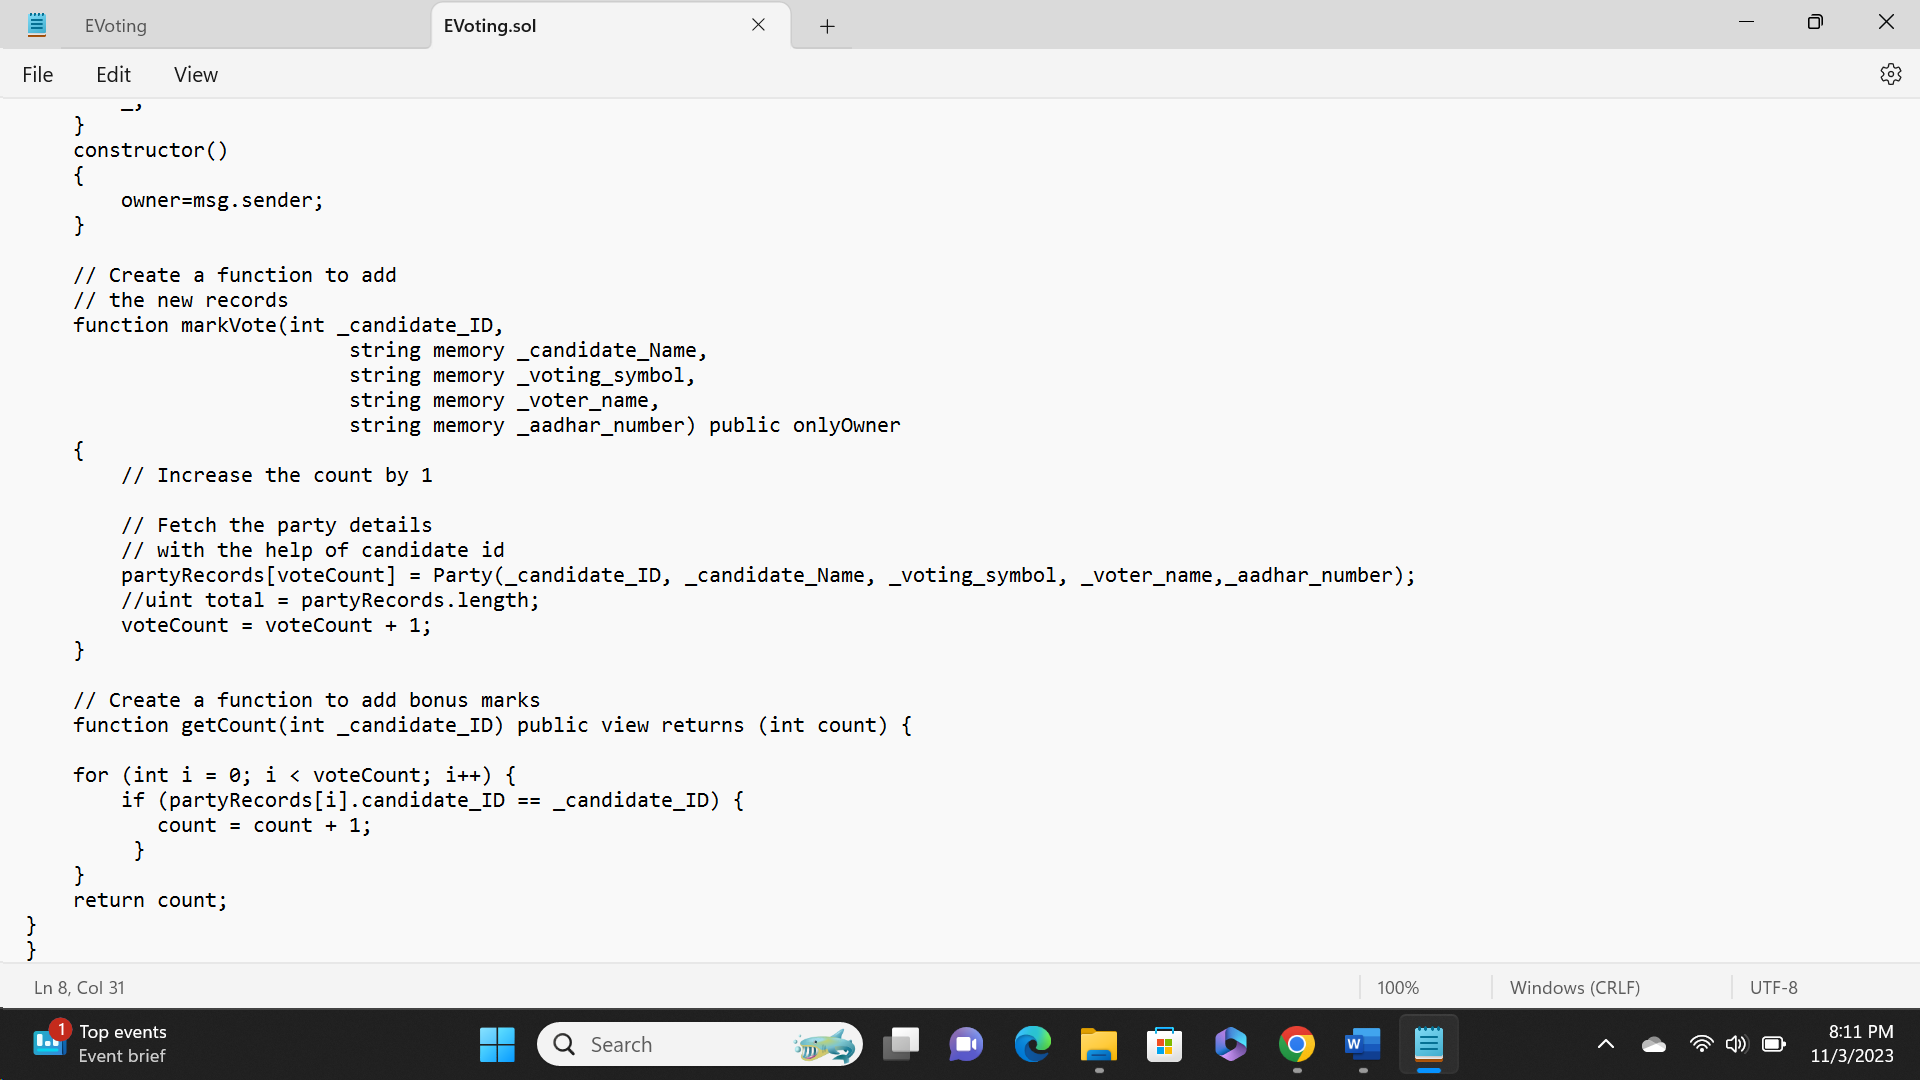 EVoting
EVoting.sol
File Edit View
_;
}
constructor()
{
owner=msg.sender;
}
// Create a function to add
// the new records
function markVote(int _candidate_ID,
string memory _candidate_Name,
string memory _voting_symbol,
string memory _voter_name,
string memory _aadhar_number) public onlyOwner
{
// Increase the count by 1
// Fetch the party details
// with the help of candidate id
partyRecords[voteCount] = Party(_candidate_ID, _candidate_Name, _voting_symbol, _voter_name,_aadhar_number);
//uint total = partyRecords.length;
voteCount = voteCount + 1;
}
// Create a function to add bonus marks
function getCount(int _candidate_ID) public view returns (int count) {
for (int i = 0; i < voteCount; i++) {
if (partyRecords[i].candidate_ID == _candidate_ID) {
count = count + 1;
}
}
return count;
}
}
Ln 8, Col 31
100%
Windows (CRLF)
UTF-8
1
Top events
Event brief
Search
W
8:11 PM
11/3/2023